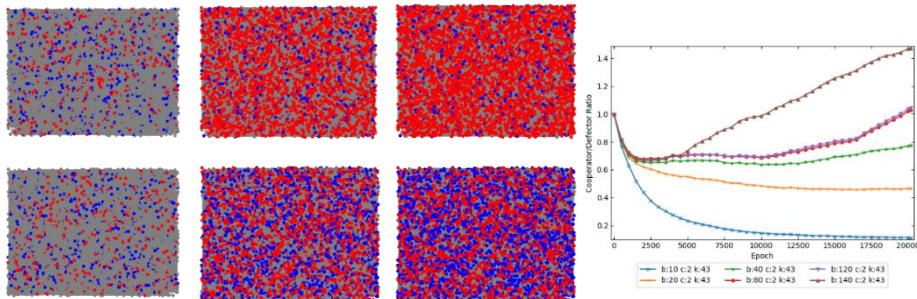 1.4
1.2
1.0
0.8
0.6
0.4
0.2
Cooperator/Defector Ratio
0 2500 5000 7500 10000 12500 15000 17500 20000
Epoch
b:10 c:2 k:43 b:40 c:2 k:43 b:120 c:2 k:43
b:20 c:2 k:43 b:80 c:2 k:43 b:140 c:2 k:43